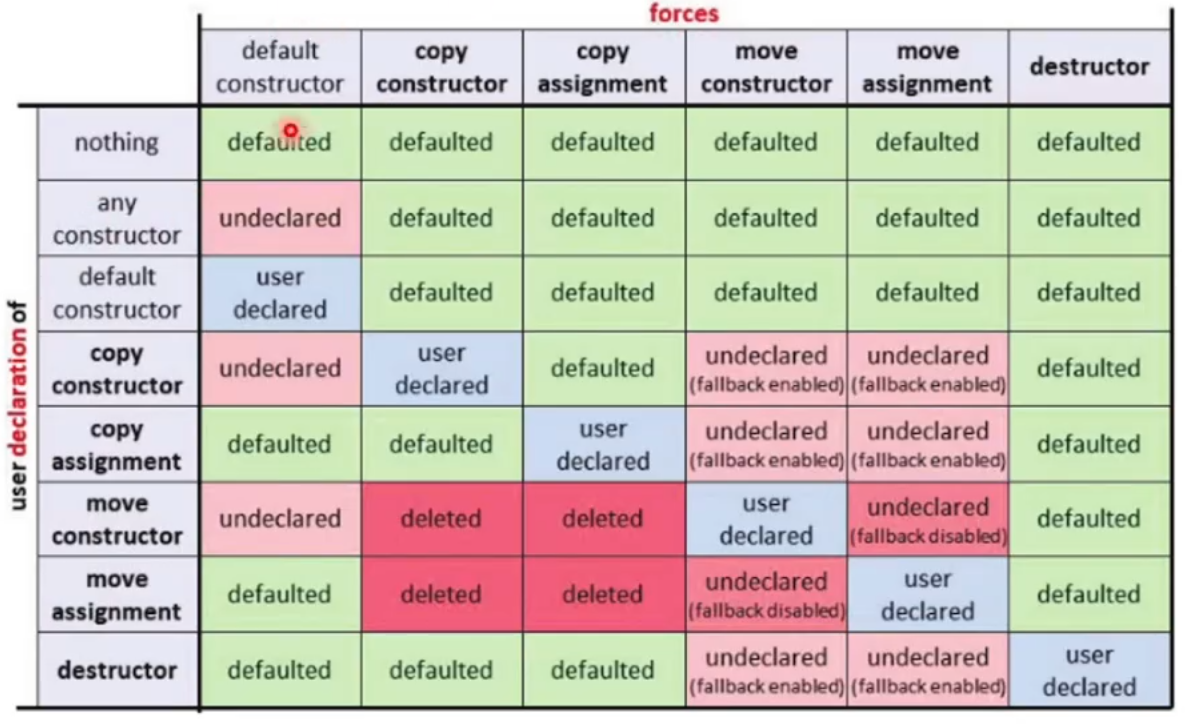 forces
default constructor | copy constructor | copy assignment | move constructor | move assignment | destructor
user declaration of
nothing | defaulted | defaulted | defaulted | defaulted | defaulted | defaulted
any constructor | undeclared | defaulted | defaulted | defaulted | defaulted | defaulted
default constructor | user declared | defaulted | defaulted | defaulted | defaulted | defaulted
copy constructor | undeclared | user declared | defaulted | undeclared (fallback enabled) | undeclared (fallback enabled) | defaulted
copy assignment | defaulted | defaulted | user declared | undeclared (fallback enabled) | undeclared (fallback enabled) | defaulted
move constructor | undeclared | deleted | deleted | user declared | undeclared (fallback disabled) | defaulted
move assignment | defaulted | deleted | deleted | undeclared (fallback disabled) | user declared | defaulted
destructor | defaulted | defaulted | defaulted | undeclared (fallback enabled) | undeclared (fallback enabled) | user declared